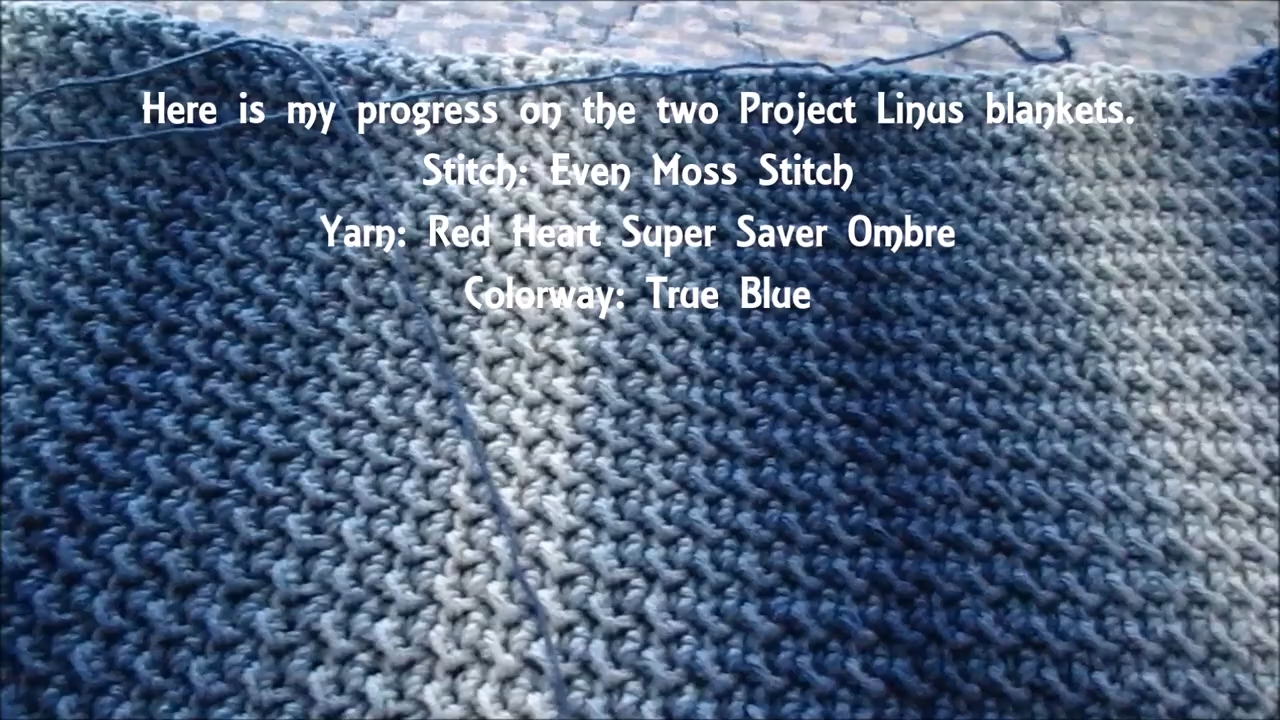 Here is my progress on the two Project Linus blankets.
Stitch: Even Moss Stitch
Yarn: Red Heart Super Saver Ombre
Colorway: True Blue